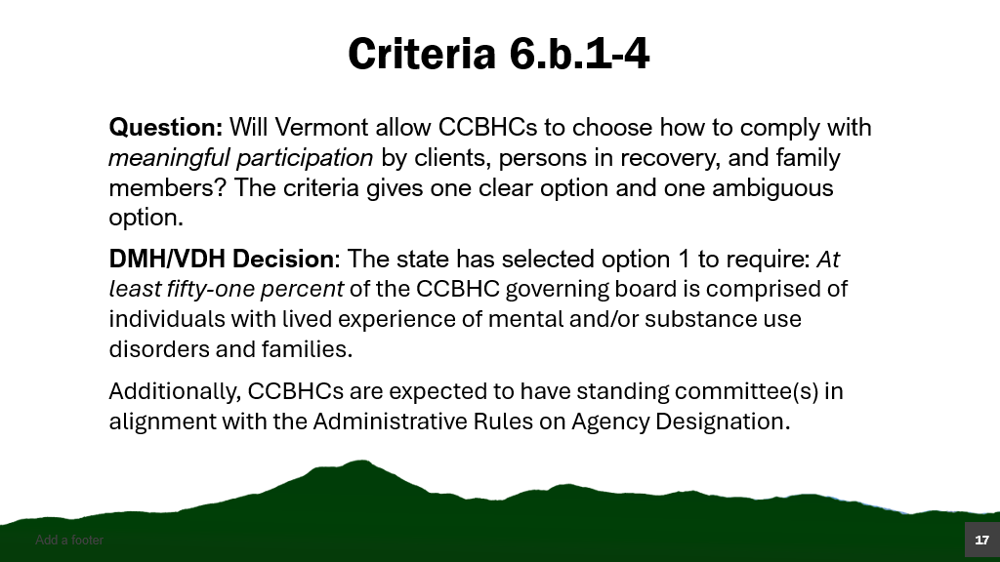 Criteria 6.b.1-4
Question: Will Vermont allow CCBHCs to choose how to comply with
meaningful participation by clients, persons in recovery, and family
members? The criteria gives one clear option and one ambiguous
option.
DMH/VDH Decision: The state has selected option 1 to require: At
least fifty-one percent of the CCBHC governing board is comprised of
individuals with lived experience of mental and/or substance use
disorders and families.
Additionally, CCBHCs are expected to have standing committee(s) in
alignment with the Administrative Rules on Agency Designation.
Add a footer
17